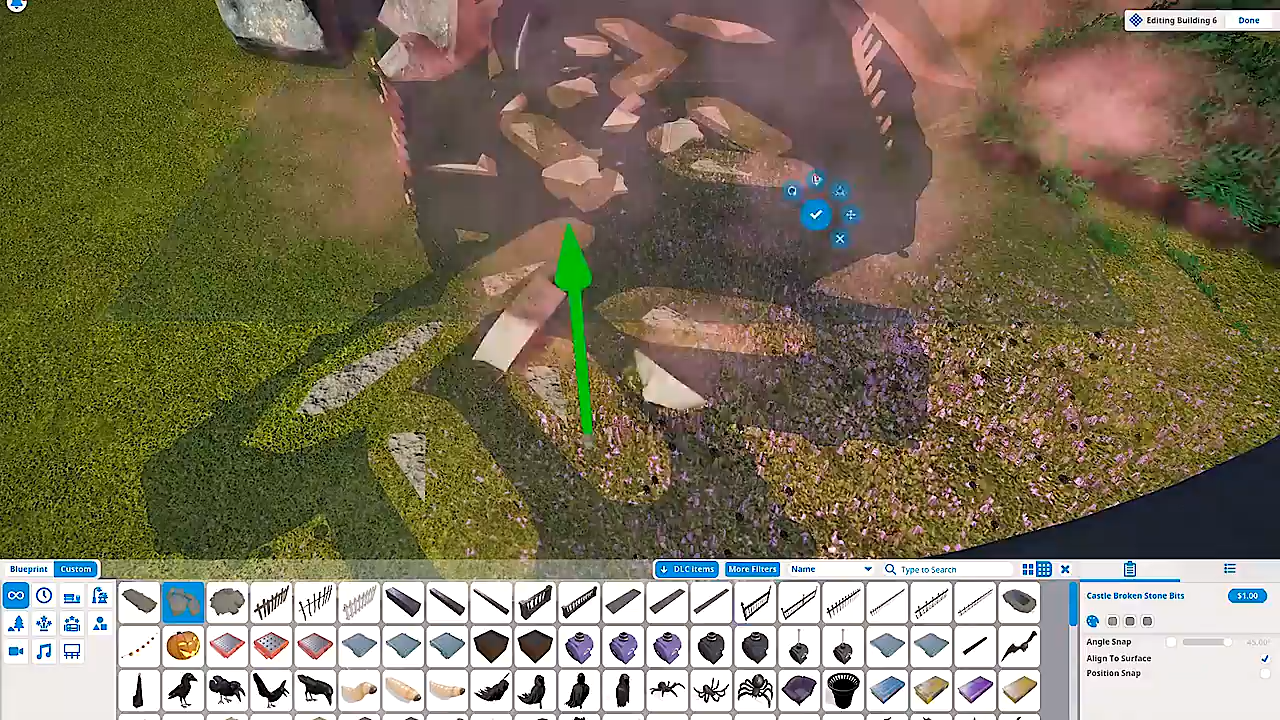 Editing Building 6
Done
Blueprint
Custom
DLC Items
More Filters
Name
Type to Search
Castle Broken Stone Bits
$1.00
Angle Snap
45.00°
Align To Surface
Position Snap